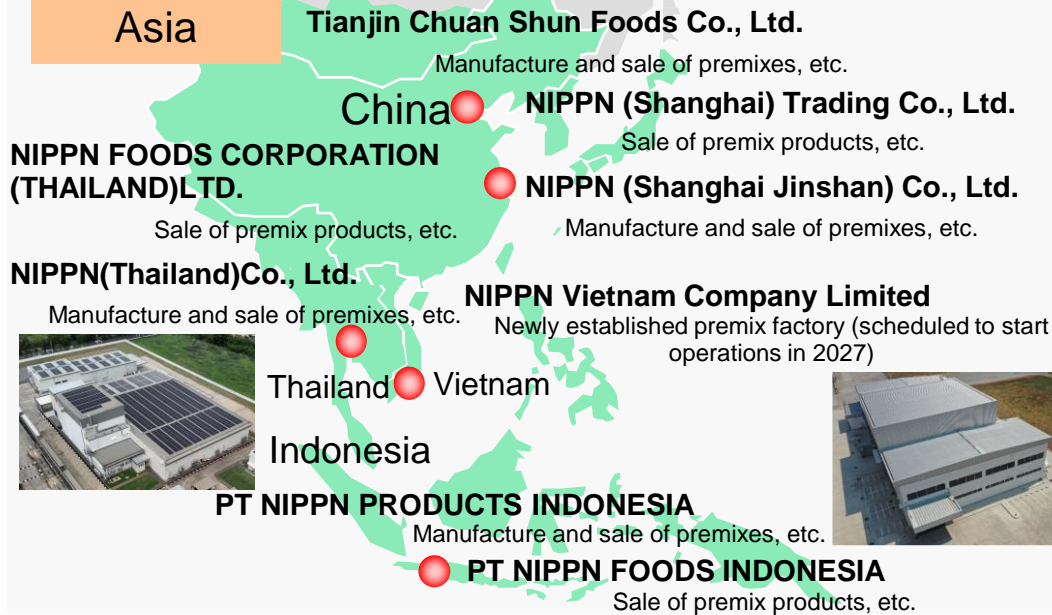 Asia
Tianjin Chuan Shun Foods Co., Ltd.
Manufacture and sale of premixes, etc.
China
NIPPN (Shanghai) Trading Co., Ltd.
Sale of premix products, etc.
NIPPN FOODS CORPORATION
(THAILAND)LTD.
Sale of premix products, etc.
NIPPN (Shanghai Jinshan) Co., Ltd.
Manufacture and sale of premixes, etc.
NIPPN(Thailand)Co., Ltd.
Manufacture and sale of premixes, etc.
NIPPN Vietnam Company Limited
Newly established premix factory (scheduled to start
operations in 2027)
Thailand
Vietnam
Indonesia
PT NIPPN PRODUCTS INDONESIA
Manufacture and sale of premixes, etc.
PT NIPPN FOODS INDONESIA
Sale of premix products, etc.